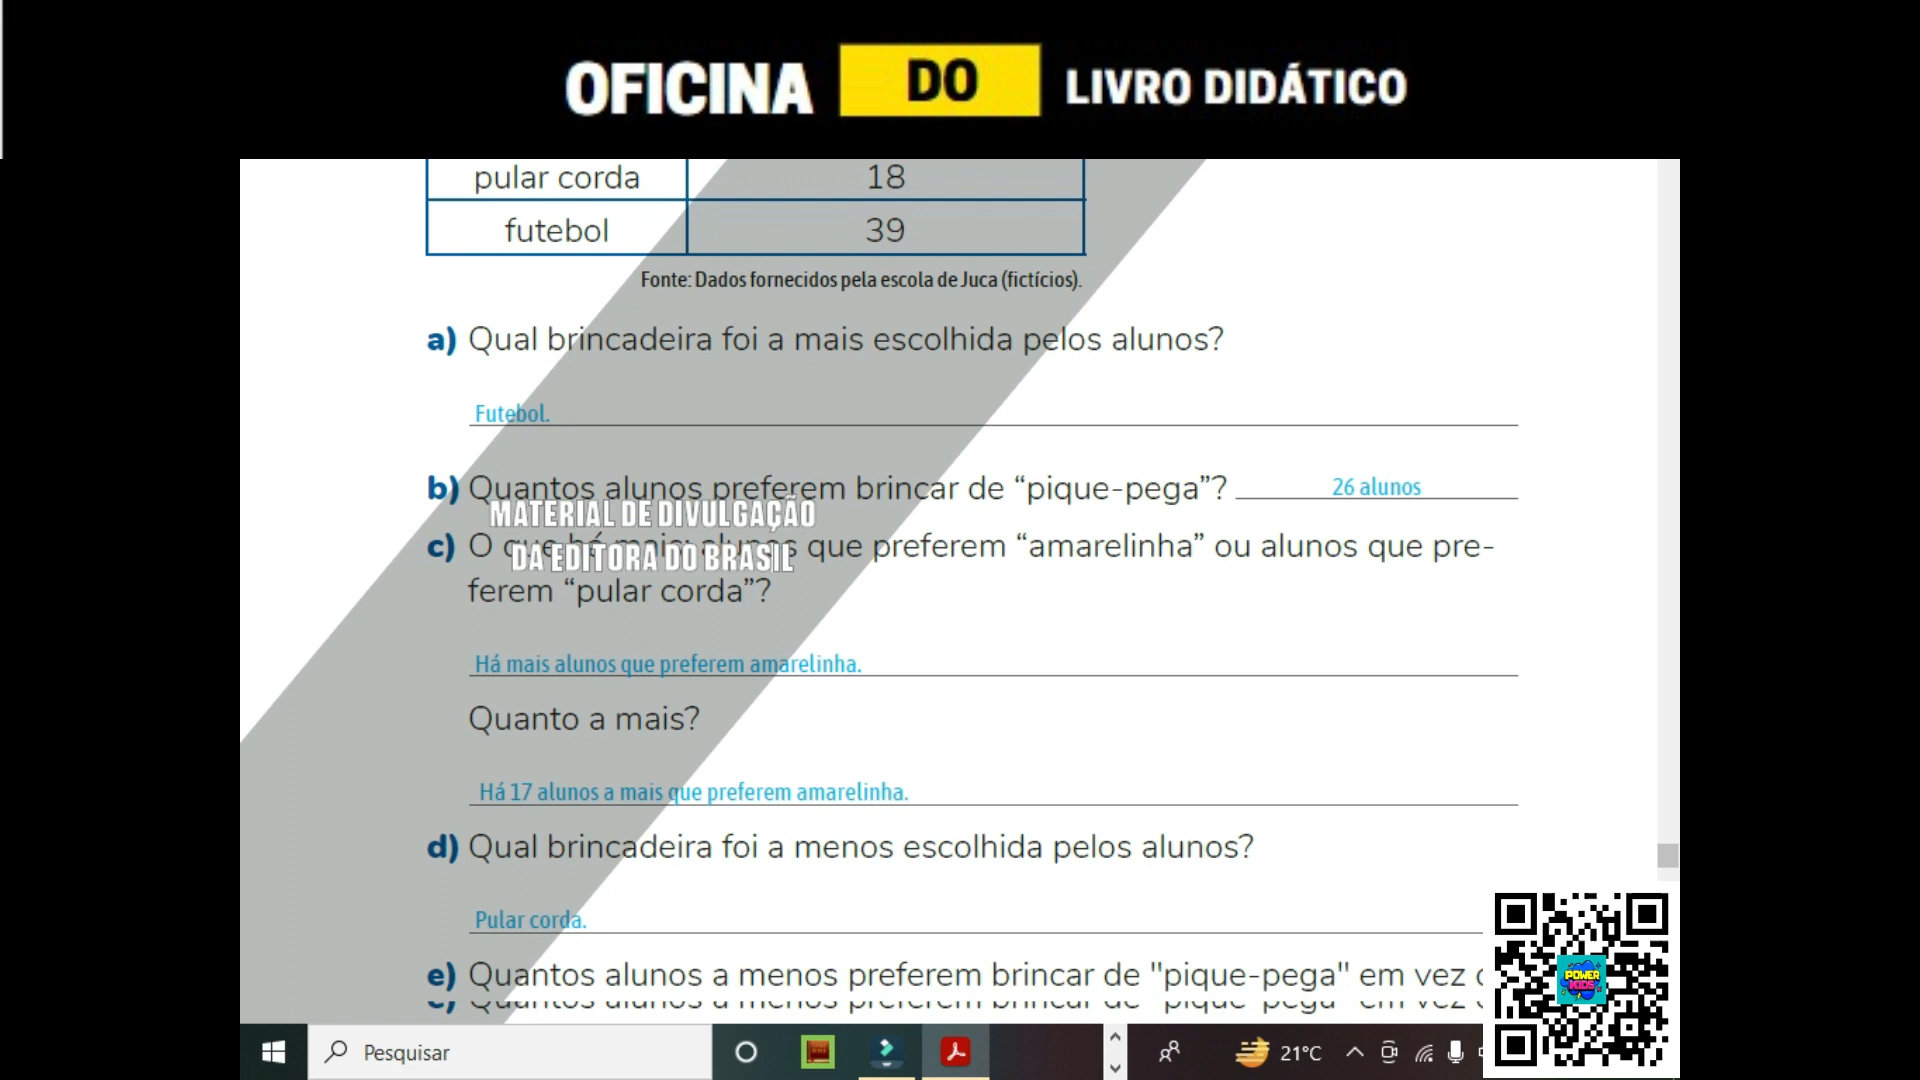 OFICINA DO LIVRO DIDÁTICO
pular corda 18
futebol 39
Fonte: Dados fornecidos pela escola de Juca (fictícios).
a) Qual brincadeira foi a mais escolhida pelos alunos?
Futebol.
b) Quantos alunos preferem brincar de “pique-pega”? 26 alunos
MATERIAL DE DIVULGAÇÃO
c) O que há mais: alunos que preferem “amarelinha” ou alunos que pre-
DA EDITORA DO BRASIL
ferem “pular corda”?
Há mais alunos que preferem amarelinha.
Quanto a mais?
Há 17 alunos a mais que preferem amarelinha.
d) Qual brincadeira foi a menos escolhida pelos alunos?
Pular corda.
e) Quantos alunos a menos preferem brincar de "pique-pega" em vez
POWER
KIDS
Pesquisar
21°C